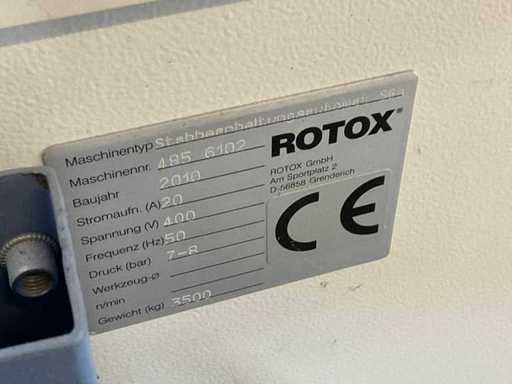 Maschinentyp Stabbearbeitungsautomat
ROTOX®
Maschinennr. 485 6102
ROTOX GmbH
Am Sportplatz 2
D-56858 Grenderich
Baujahr 2010
Stromaufn. (A) 20
Spannung (V) 400
Frequenz (Hz) 50
Druck (bar) 7-8
Werkzeug-Ø
n/min
Gewicht (kg) 3500
CE